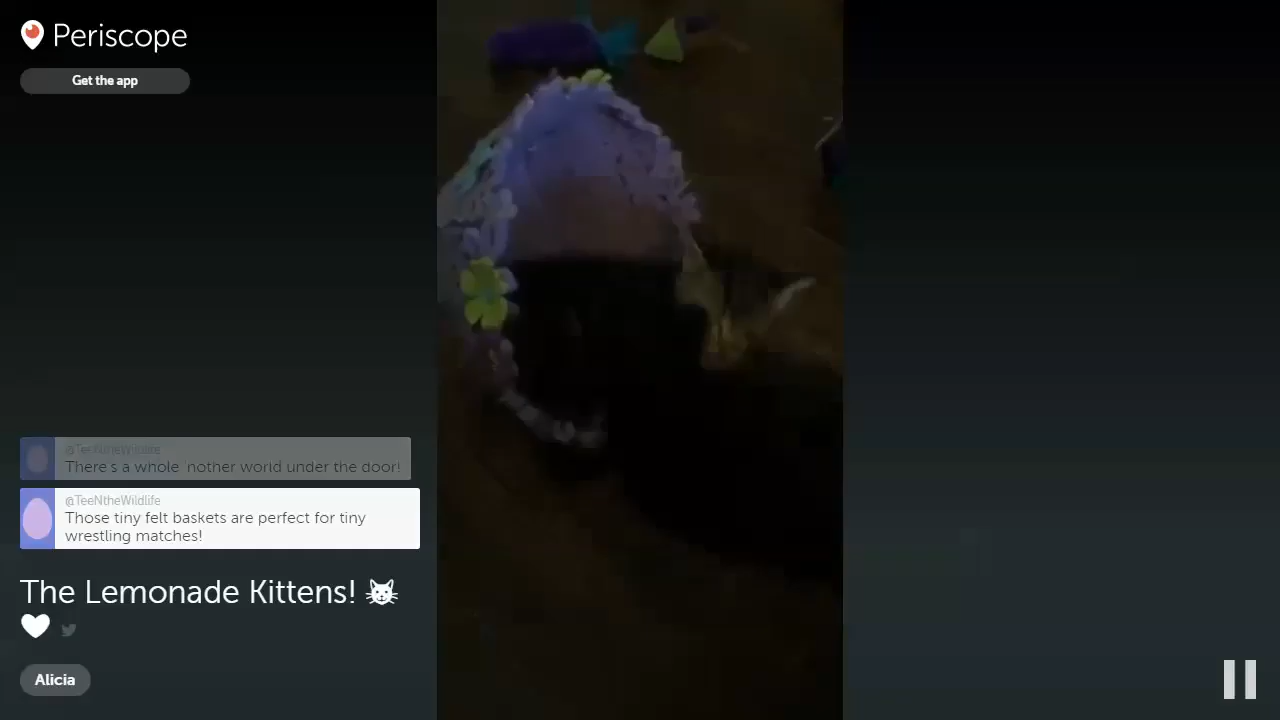 Periscope
Get the app
@TeeNtheWildlife
There's a whole 'nother world under the door!
@TeeNtheWildlife
Those tiny felt baskets are perfect for tiny
wrestling matches!
The Lemonade Kittens!
Alicia